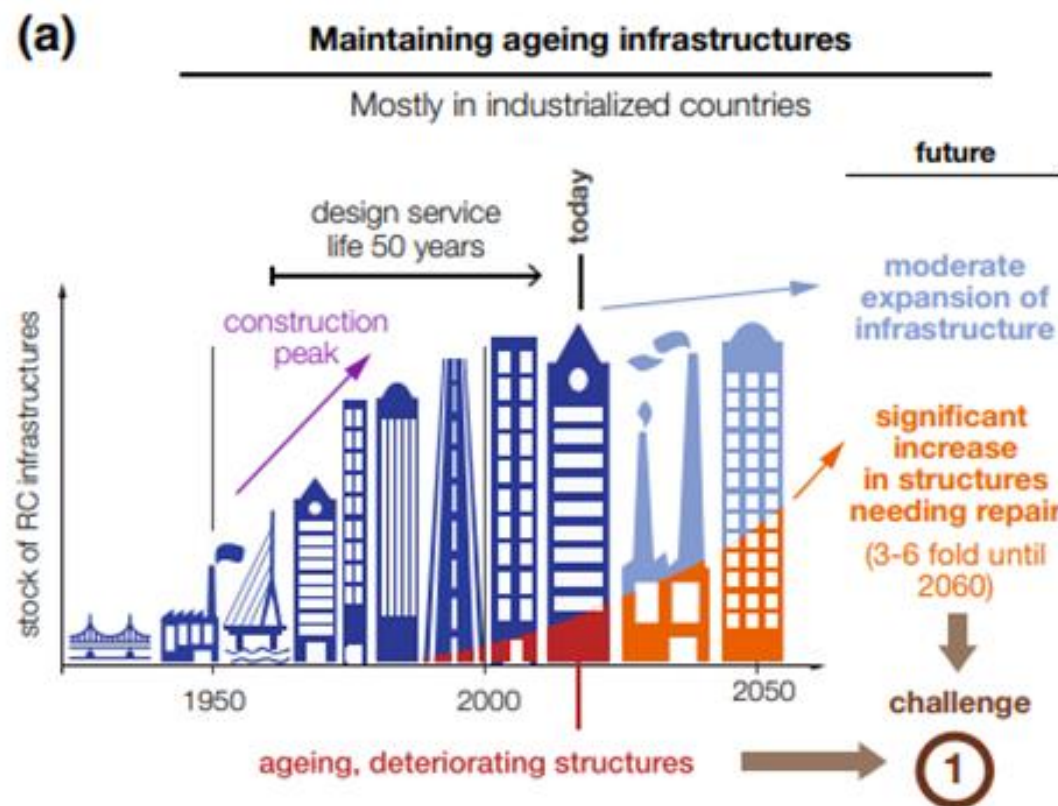 (a)
Maintaining ageing infrastructures
Mostly in industrialized countries
future
design service
life 50 years
today
moderate
expansion of
infrastructure
construction
peak
stock of RC infrastructures
significant
increase
in structures
needing repair
(3-6 fold until
2060)
1950
2000
2050
challenge
1
ageing, deteriorating structures